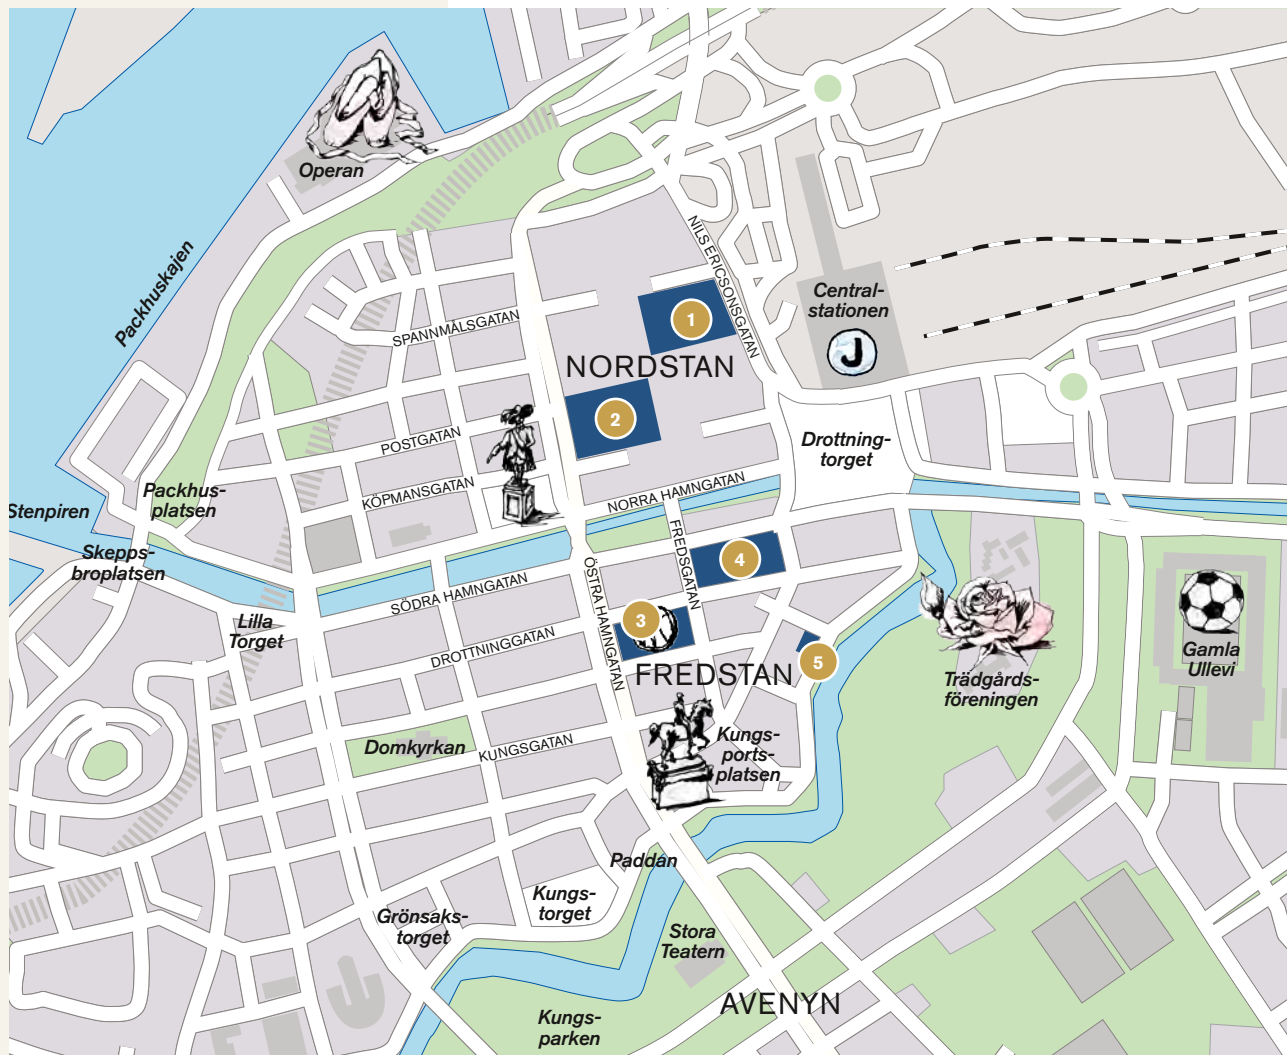 Operan
Packhuskajen
NILS ERICSONSGATAN
Central-
stationen
J
1
SPANNMÅLSGATAN
NORDSTAN
2
POSTGATAN
Drottning-
torget
KÖPMANSGATAN
NORRA HAMNGATAN
Packhus-
platsen
Stenpiren
Skeppsbro-
platsen
FREDSGATAN
4
ÖSTRA HAMNGATAN
SÖDRA HAMNGATAN
Lilla
Torget
3
DROTTNINGGATAN
FREDSTAN
5
Gamla
Ullevi
Trädgårds-
föreningen
Domkyrkan
KUNGSGATAN
Kungs-
ports-
platsen
Paddan
Kungs-
torget
Grönsaks-
torget
Stora
Teatern
AVENYN
Kungs-
parken